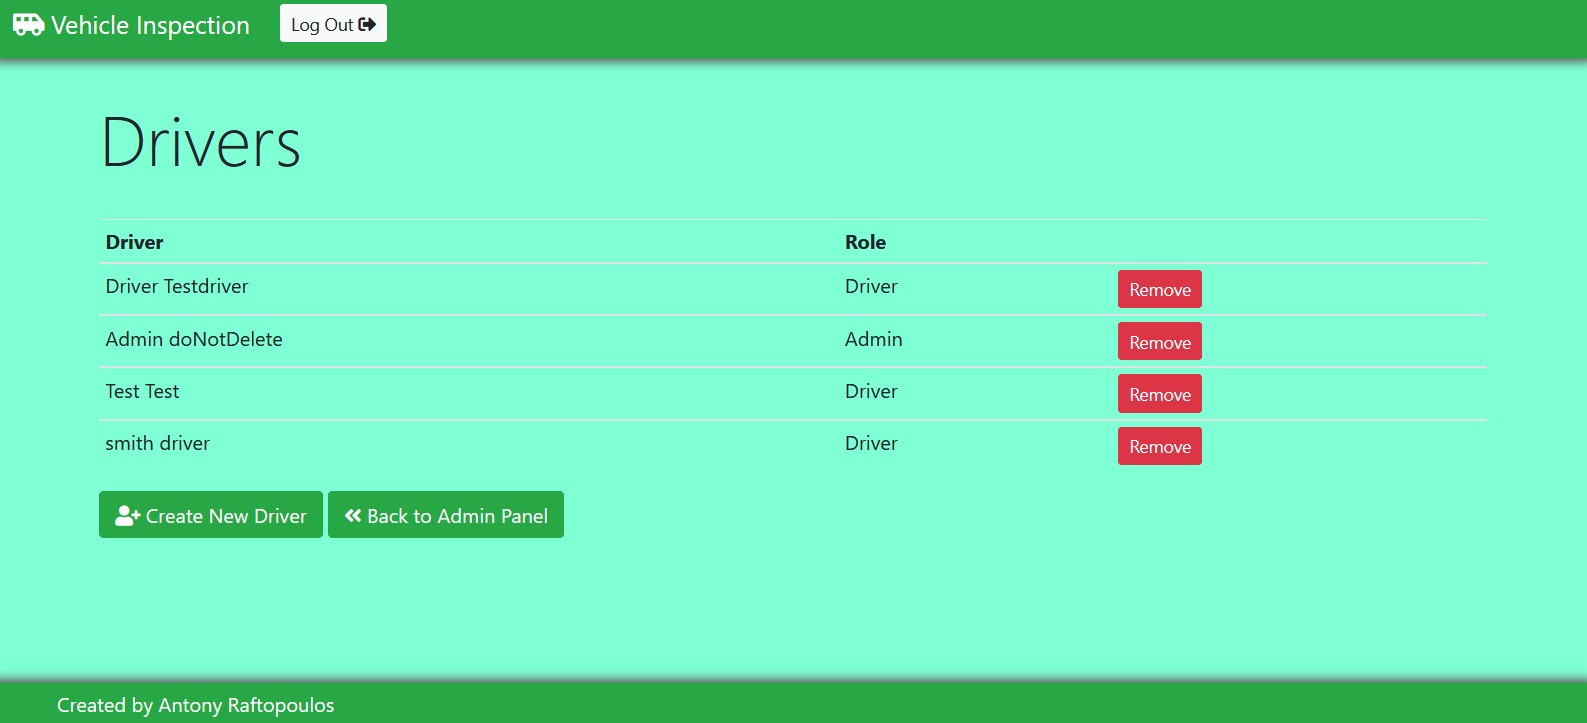 Vehicle Inspection Log Out
Drivers
Driver Role
Driver Testdriver Driver Remove
Admin doNotDelete Admin Remove
Test Test Driver Remove
smith driver Driver Remove
Create New Driver Back to Admin Panel
Created by Antony Raftopoulos